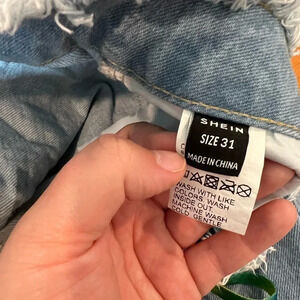 SHEIN
SIZE 31
MADE IN CHINA
WASH WITH LIKE
COLORS, WASH
INSIDE OUT
MACHINE WASH
COLD, GENTLE